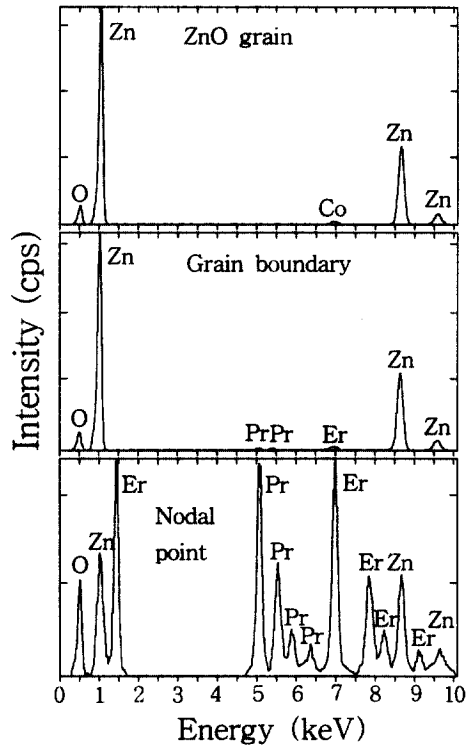 Intensity (cps)
Zn
ZnO grain
Zn
O
Co
Zn
Zn
Grain boundary
Zn
O
Pr Pr
Er
Zn
Er
Pr
Er
Nodal
point
O
Zn
Pr
Pr
Pr
Er
Er
Zn
Er
Zn
0 1 2 3 4 5 6 7 8 9 10
Energy (keV)